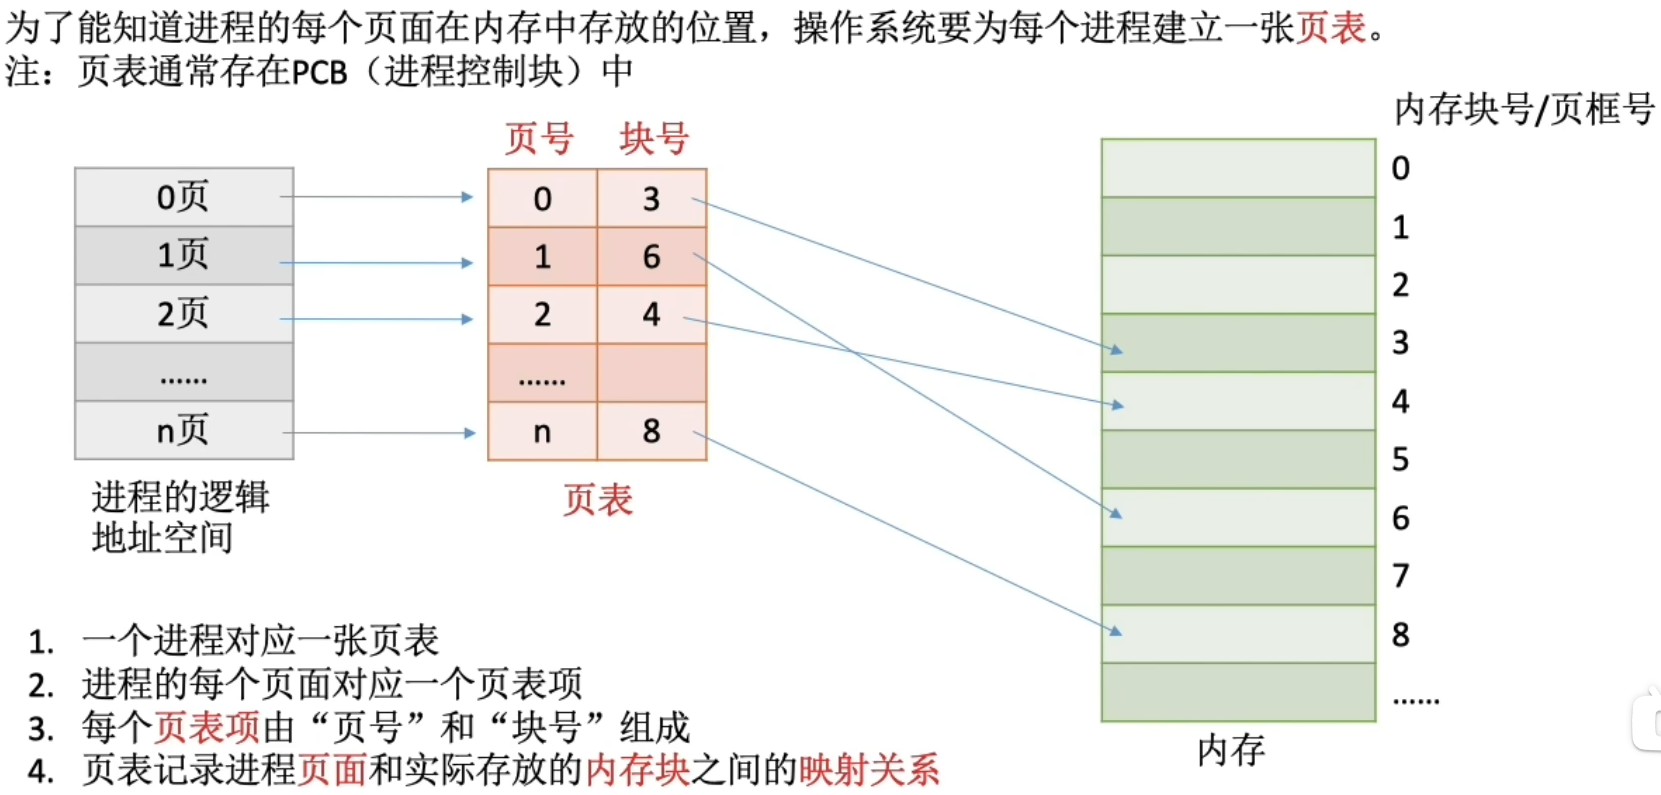 为了能知道进程的每个页面在内存中存放的位置，操作系统要为每个进程建立一张页表。
注：页表通常存在PCB（进程控制块）中
内存块号/页框号
页号 块号
0页 0 3
1页 1 6
2页 2 4
...... ......
n页 n 8
进程的逻辑
地址空间
页表
0
1
2
3
4
5
6
7
8
......
内存
1. 一个进程对应一张页表
2. 进程的每个页面对应一个页表项
3. 每个页表项由“页号”和“块号”组成
4. 页表记录进程页面和实际存放的内存块之间的映射关系